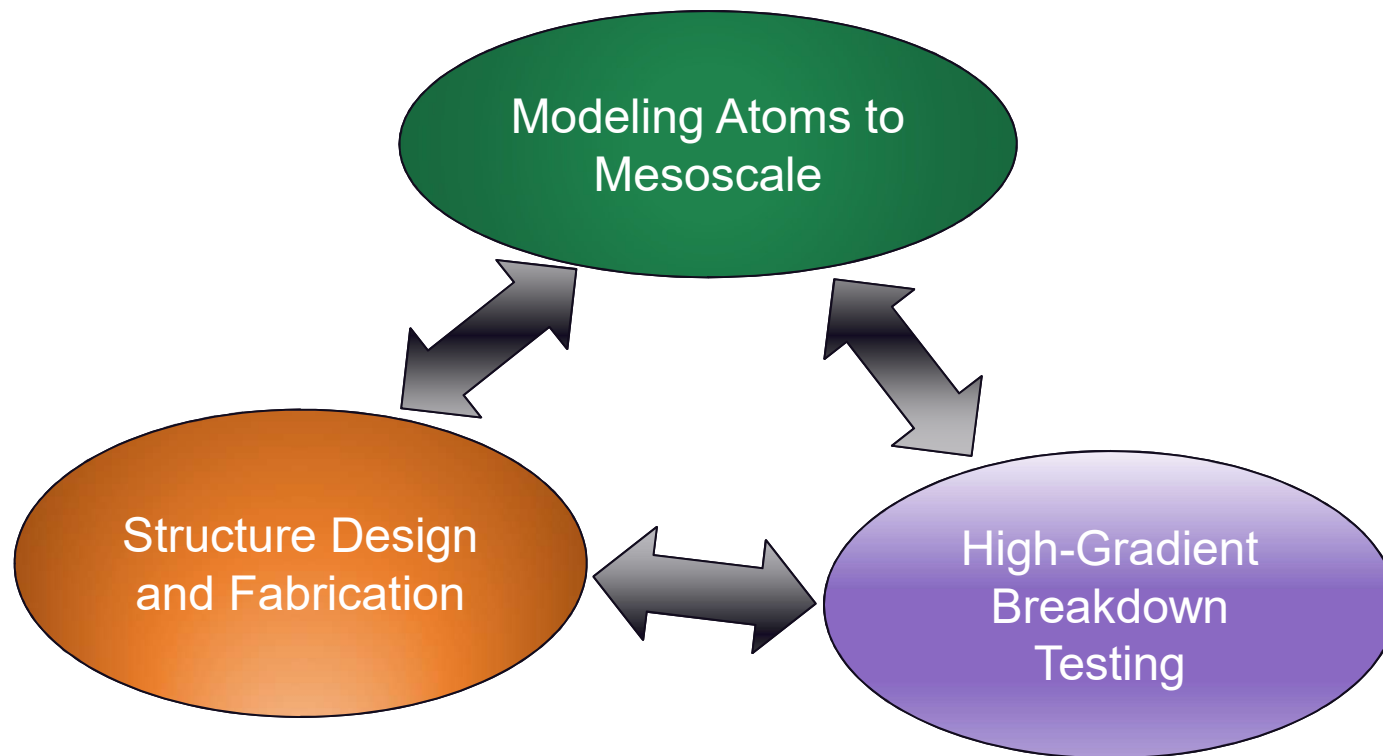 Modeling Atoms to
Mesoscale
Structure Design
and Fabrication
High-Gradient
Breakdown
Testing